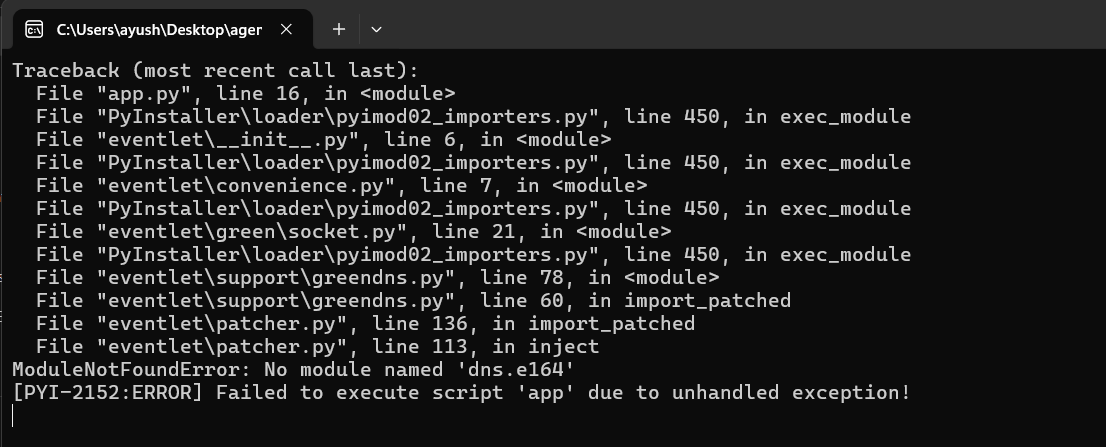 C:\Users\ayush\Desktop\ager
Traceback (most recent call last):
  File "app.py", line 16, in <module>
  File "PyInstaller\loader\pyimod02_importers.py", line 450, in exec_module
  File "eventlet\__init__.py", line 6, in <module>
  File "PyInstaller\loader\pyimod02_importers.py", line 450, in exec_module
  File "eventlet\convenience.py", line 7, in <module>
  File "PyInstaller\loader\pyimod02_importers.py", line 450, in exec_module
  File "eventlet\green\socket.py", line 21, in <module>
  File "PyInstaller\loader\pyimod02_importers.py", line 450, in exec_module
  File "eventlet\support\greendns.py", line 78, in <module>
  File "eventlet\support\greendns.py", line 60, in import_patched
  File "eventlet\patcher.py", line 136, in import_patched
  File "eventlet\patcher.py", line 113, in inject
ModuleNotFoundError: No module named 'dns.e164'
[PYI-2152:ERROR] Failed to execute script 'app' due to unhandled exception!